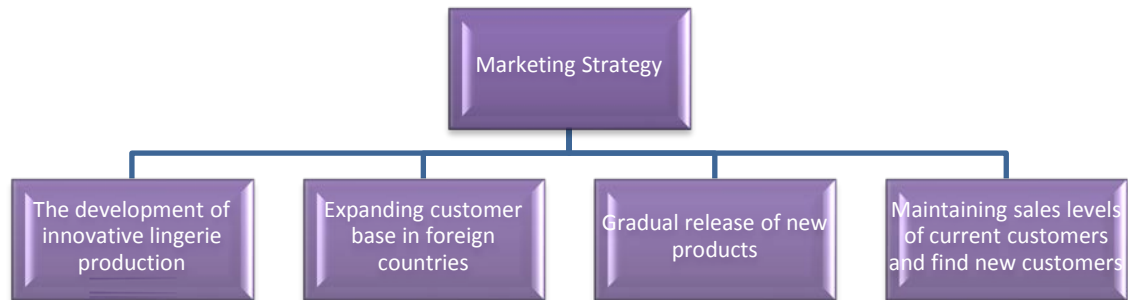 Marketing Strategy
The development of
innovative lingerie
production
Expanding customer
base in foreign
countries
Gradual release of new
products
Maintaining sales levels
of current customers
and find new customers